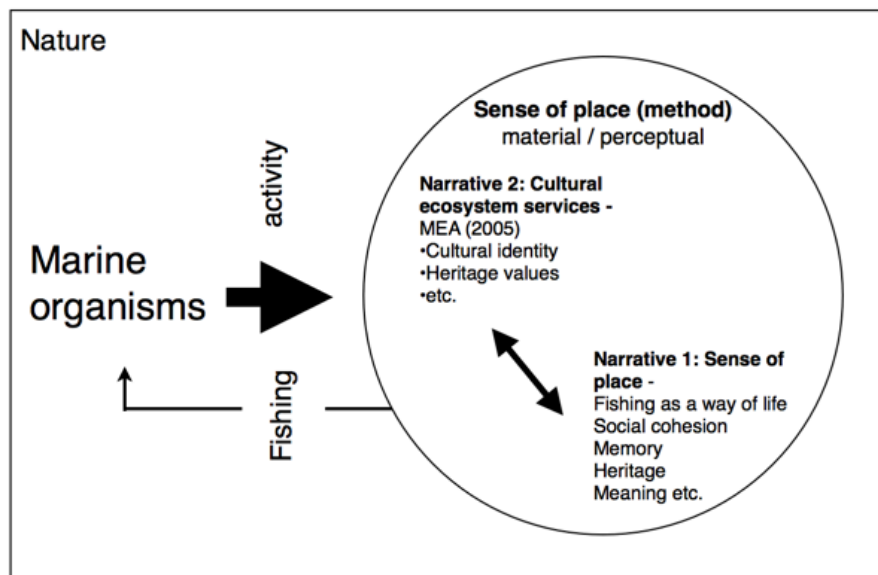 Nature
Marine
organisms
activity
Fishing
Sense of place (method)
material / perceptual
Narrative 2: Cultural
ecosystem services -
MEA (2005)
•Cultural identity
•Heritage values
•etc.
Narrative 1: Sense of
place -
Fishing as a way of life
Social cohesion
Memory
Heritage
Meaning etc.